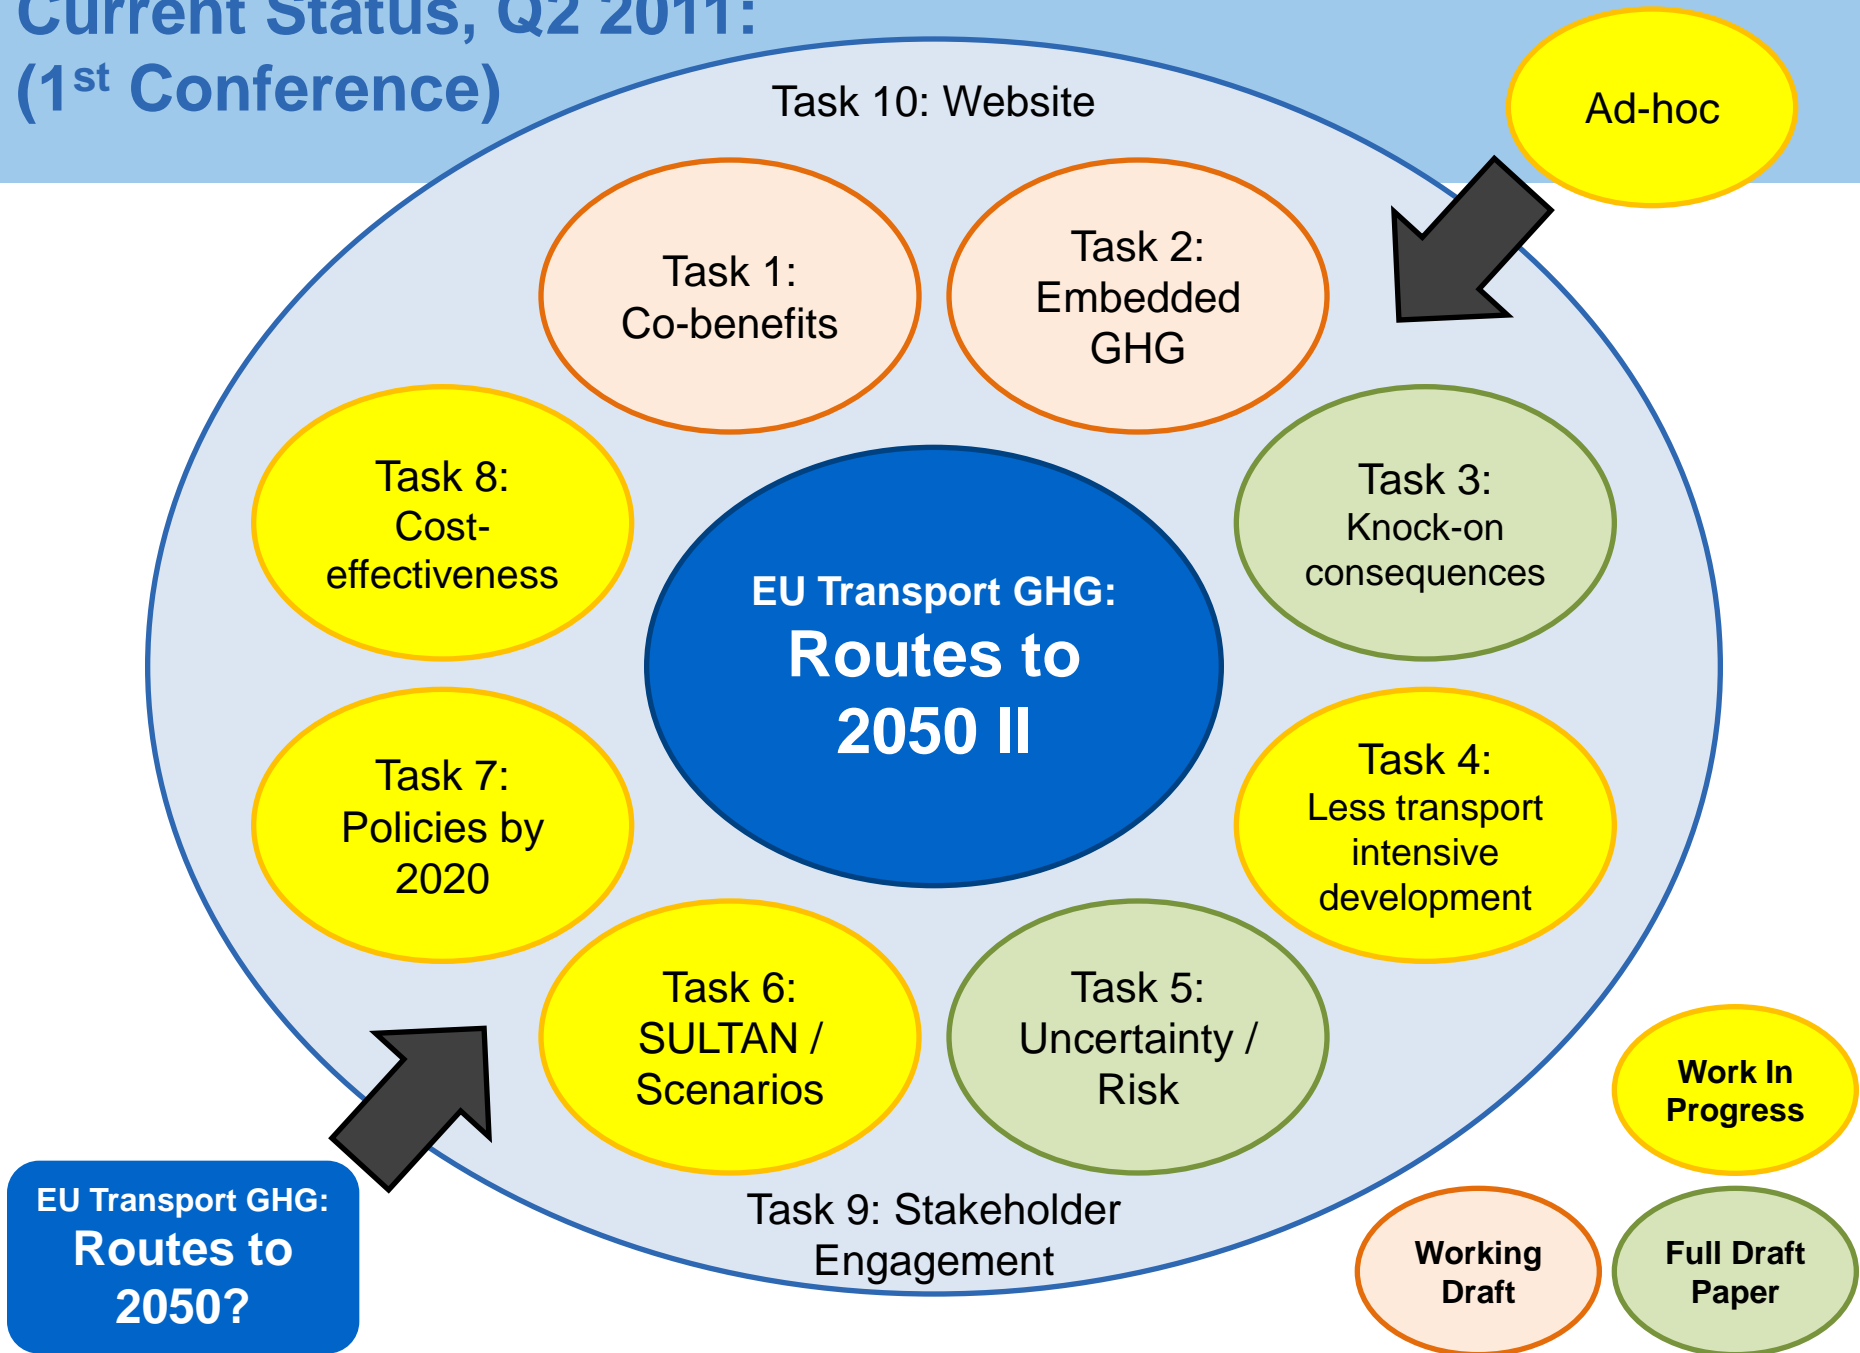 Current Status, Q2 2011:
(1st Conference)
Task 10: Website
Ad-hoc
Task 1:
Co-benefits
Task 2:
Embedded
GHG
Task 8:
Cost-
effectiveness
Task 3:
Knock-on
consequences
EU Transport GHG:
Routes to
2050 II
Task 7:
Policies by
2020
Task 4:
Less transport
intensive
development
Task 6:
SULTAN /
Scenarios
Task 5:
Uncertainty /
Risk
Task 9: Stakeholder
Engagement
EU Transport GHG:
Routes to
2050?
Work In
Progress
Working
Draft
Full Draft
Paper